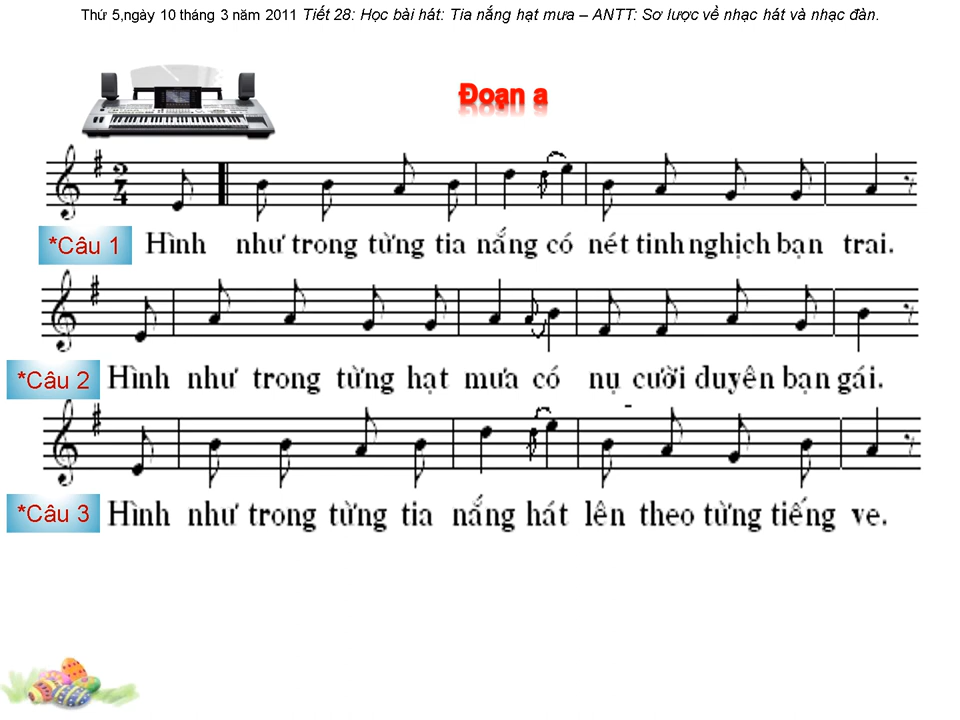 Thứ 5,ngày 10 tháng 3 năm 2011 Tiết 28: Học bài hát: Tia nắng hạt mưa – ANTT: Sơ lược về nhạc hát và nhạc đàn.
Đoạn a
2
4
*Câu 1 Hình như trong từng tia nắng có nét tinh nghịch bạn trai.
*Câu 2 Hình như trong từng hạt mưa có nụ cười duyên bạn gái.
*Câu 3 Hình như trong từng tia nắng hát lên theo từng tiếng ve.